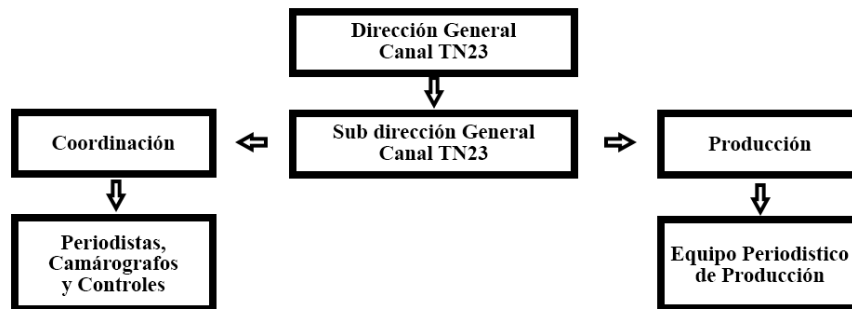 Dirección General
Canal TN23
Coordinación
Sub dirección General
Canal TN23
Producción
Periodistas,
Camárografos
y Controles
Equipo Periodistico
de Producción